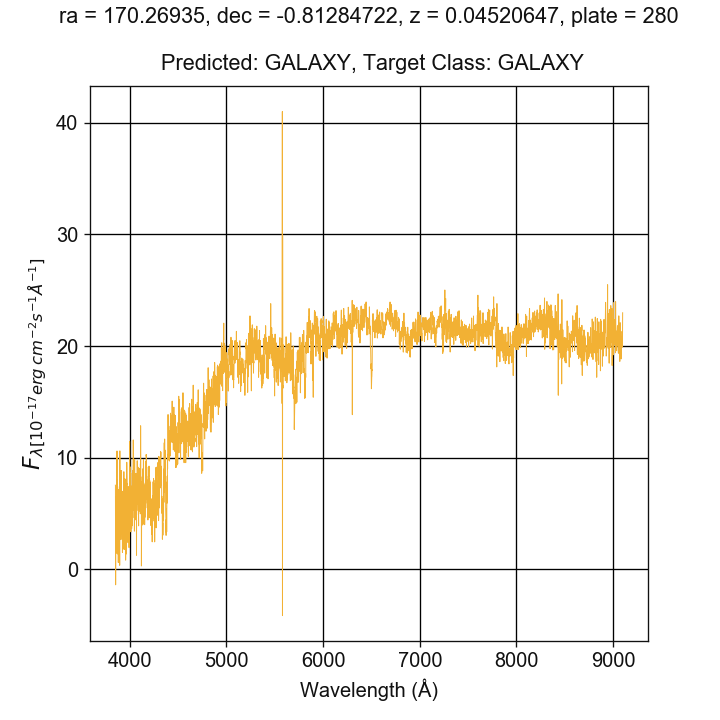 ra = 170.26935, dec = -0.81284722, z = 0.04520647, plate = 280
Predicted: GALAXY, Target Class: GALAXY
40
30
20
10
0
F_λ[10⁻¹⁷ erg cm⁻² s⁻¹ Å⁻¹]
4000 5000 6000 7000 8000 9000
Wavelength (Å)